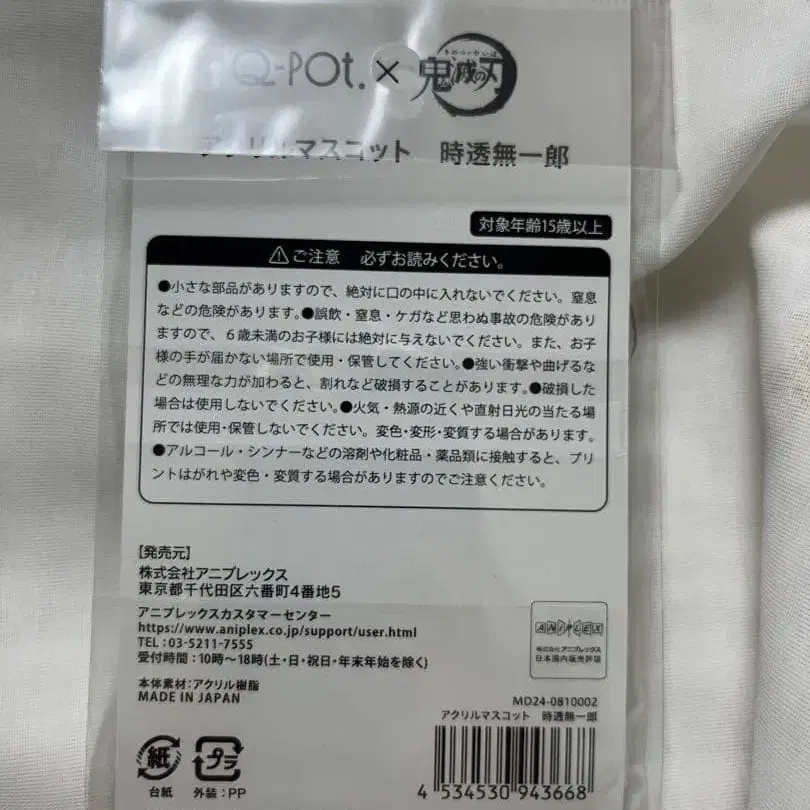 Q-POt. × 鬼滅の刃
きめつのやいば
アクリルマスコット 時透無一郎
対象年齢15歳以上
⚠ご注意 必ずお読みください。
●小さな部品がありますので、絶対に口の中に入れないでください。窒息
などの危険があります。●誤飲・窒息・ケガなど思わぬ事故の危険があり
ますので、6歳未満のお子様には絶対に与えないでください。また、お子
様の手が届かない場所で使用・保管してください。●強い衝撃や曲げるな
どの無理な力が加わると、割れなど破損することがあります。●破損した
場合は使用しないでください。●火気・熱源の近くや直射日光の当たる場
所では使用・保管しないでください。変色・変形・変質する場合があります。
●アルコール・シンナーなどの溶剤や化粧品・薬品類に接触すると、プリ
ントはがれや変色・変質する場合がありますのでご注意ください。
【発売元】
株式会社アニプレックス
東京都千代田区六番町4番地5
アニプレックスカスタマーセンター
https://www.aniplex.co.jp/support/user.html
TEL:03-5211-7555
受付時間:10時〜18時(土・日・祝日・年末年始を除く)
本体素材:アクリル樹脂
MADE IN JAPAN
ANIPLEX
株式会社アニプレックス
日本国内販売許諾
MD24-0810002
アクリルマスコット 時透無一郎
4 534530 943668
紙
台紙
プラ
外装:PP